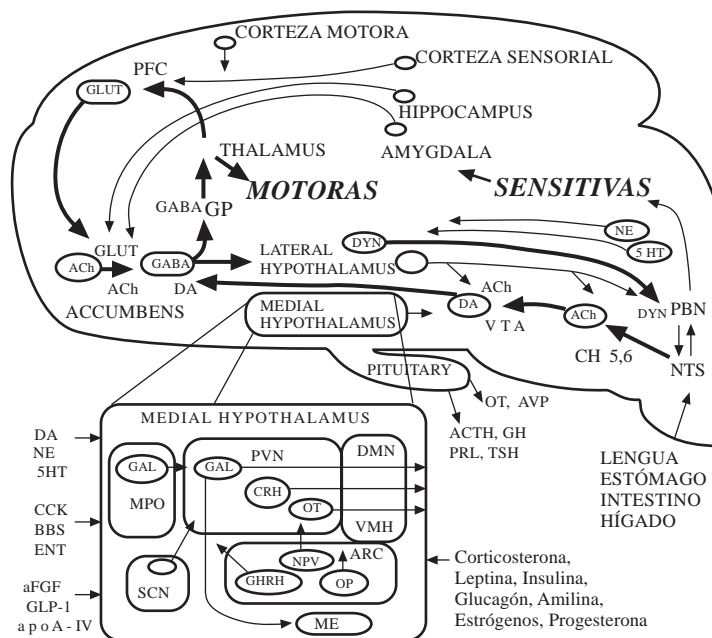 CORTEZA MOTORA
CORTEZA SENSORIAL
PFC
GLUT
HIPPOCAMPUS
THALAMUS
AMYGDALA
MOTORAS
SENSITIVAS
GABA GP
NE
5 HT
GLUT
DYN
LATERAL
HYPOTHALAMUS
ACh
GABA
ACh
DA
ACh
ACCUMBENS
MEDIAL
HYPOTHALAMUS
DA
V T A
ACh
DYN
PBN
CH 5,6
NTS
PITUITARY
OT, AVP
ACTH, GH
PRL, TSH
LENGUA
ESTÓMAGO
INTESTINO
HÍGADO
MEDIAL HYPOTHALAMUS
DA
NE
5HT
GAL
MPO
PVN
GAL
CRH
OT
DMN
VMH
CCK
BBS
ENT
SCN
ARC
NPV
GHRH
OP
ME
aFGF
GLP-1
a p o A - IV
Corticosterona,
Leptina, Insulina,
Glucagón, Amilina,
Estrógenos, Progesterona